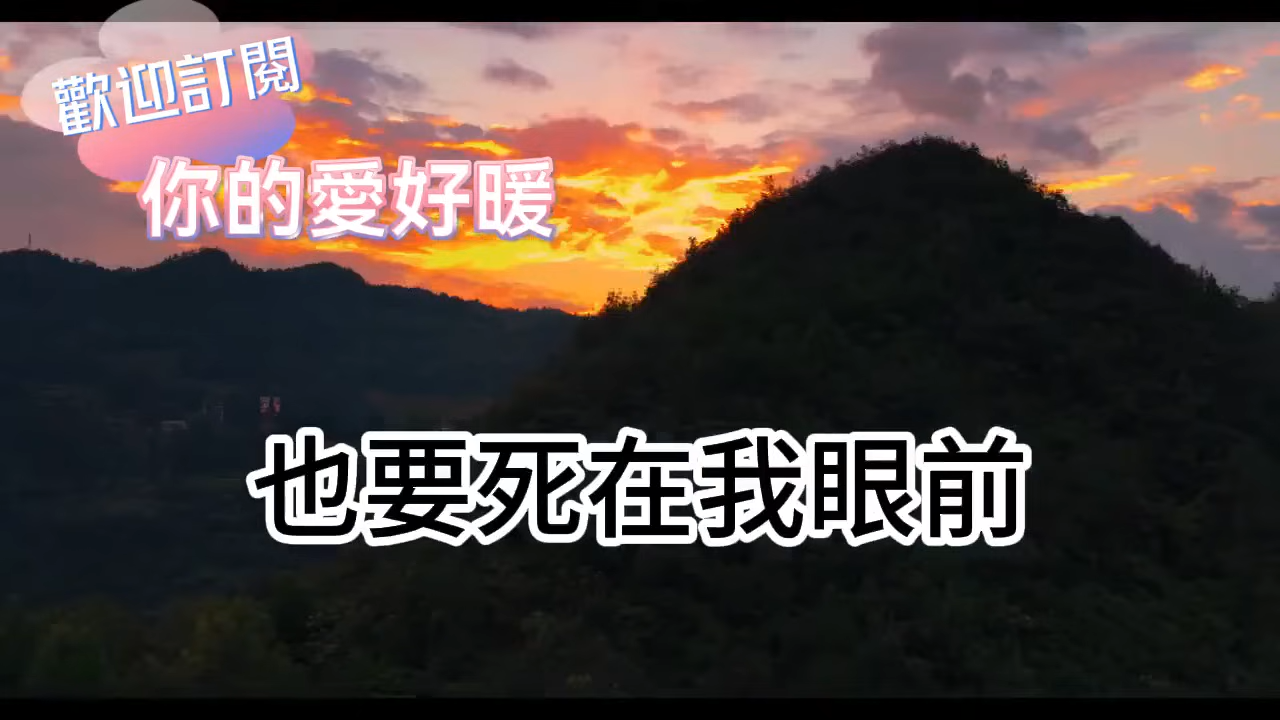 歡迎訂閱
你的愛好暖
也要死在我眼前